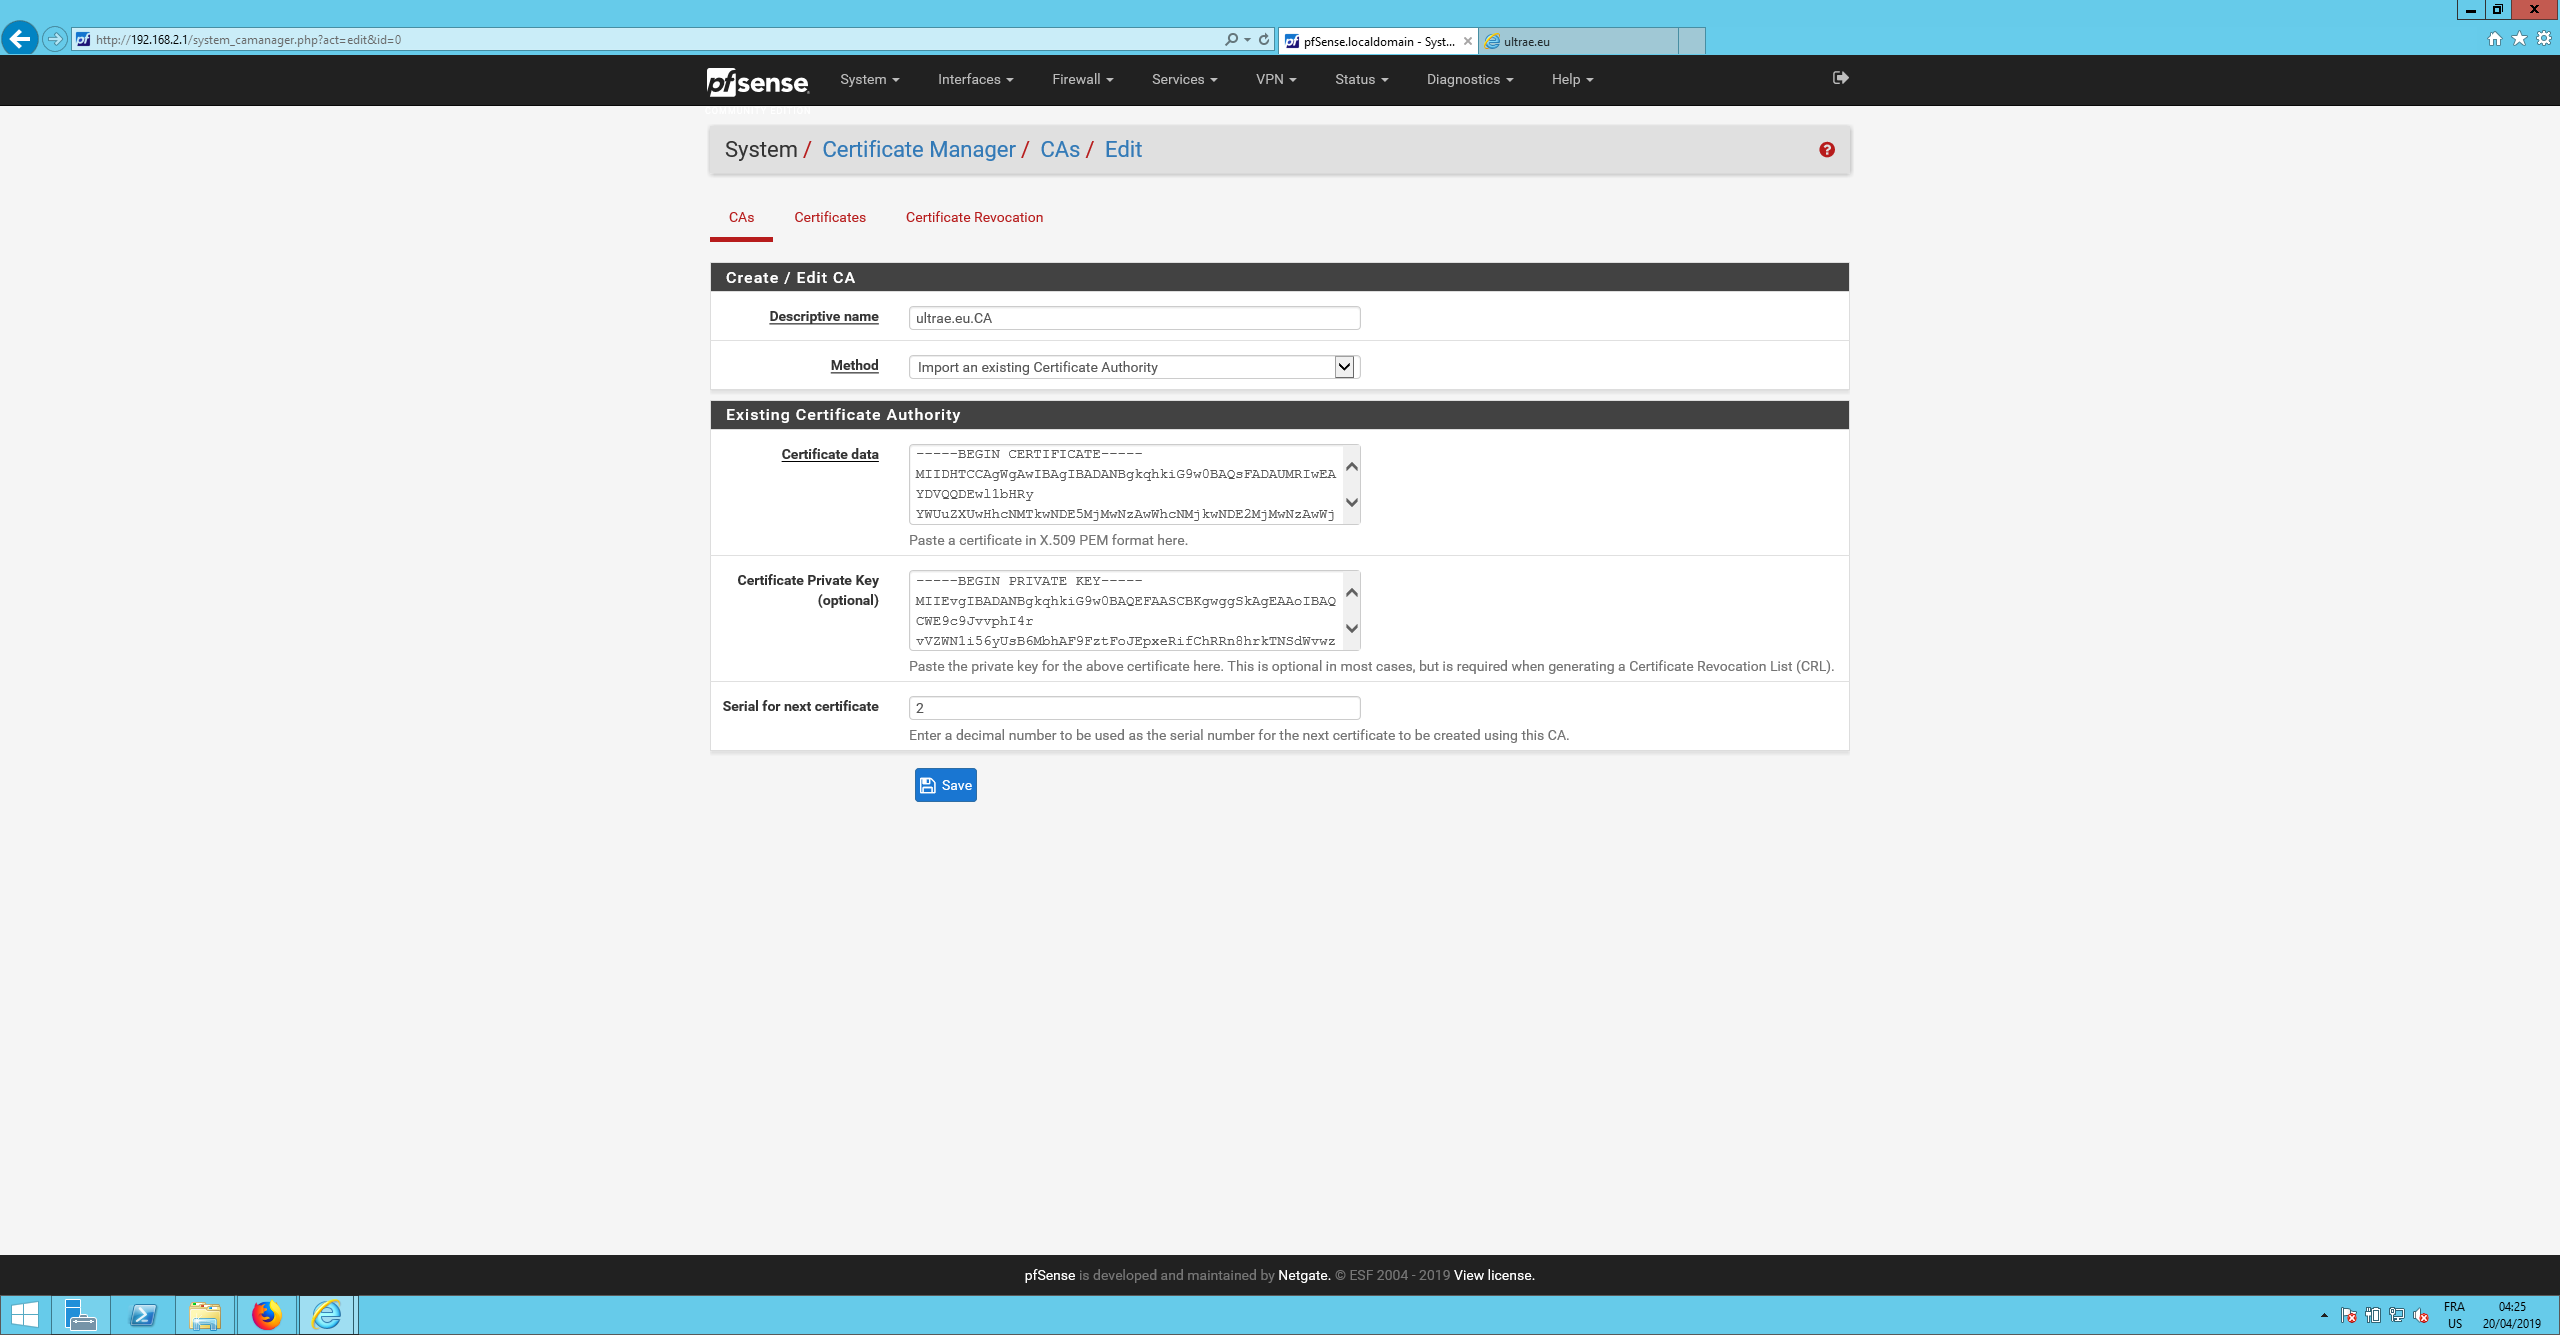 http://192.168.2.1/system_camanager.php?act=edit&id=0
pfSense.localdomain - Syst...
ultrae.eu
pfsense
System
Interfaces
Firewall
Services
VPN
Status
Diagnostics
Help
System / Certificate Manager / CAs / Edit
CAs
Certificates
Certificate Revocation
Create / Edit CA
Descriptive name
ultrae.eu.CA
Method
Import an existing Certificate Authority
Existing Certificate Authority
Certificate data
-----BEGIN CERTIFICATE-----
MIIDHTCCAgWgAwIBAgIBADANBgkqhkiG9w0BAQsFADAUMRIwEA
YDVQQDEwl1bHRy
YWUuZXUwHhcNMTkwNDE5MjMwNzAwWhcNMjkwNDE2MjMwNzAwWj
Paste a certificate in X.509 PEM format here.
Certificate Private Key
(optional)
-----BEGIN PRIVATE KEY-----
MIIEvgIBADANBgkqhkiG9w0BAQEFAASCBKgwggSkAgEAAoIBAQ
CWE9c9JvvphI4r
vVZWN1i56yUsB6MbhAF9FztFoJEpxeRifChRRn8hrkTNSdWvwz
Paste the private key for the above certificate here. This is optional in most cases, but is required when generating a Certificate Revocation List (CRL).
Serial for next certificate
2
Enter a decimal number to be used as the serial number for the next certificate to be created using this CA.
Save
pfSense is developed and maintained by Netgate. © ESF 2004 - 2019 View license.
FRA
US
04:25
20/04/2019